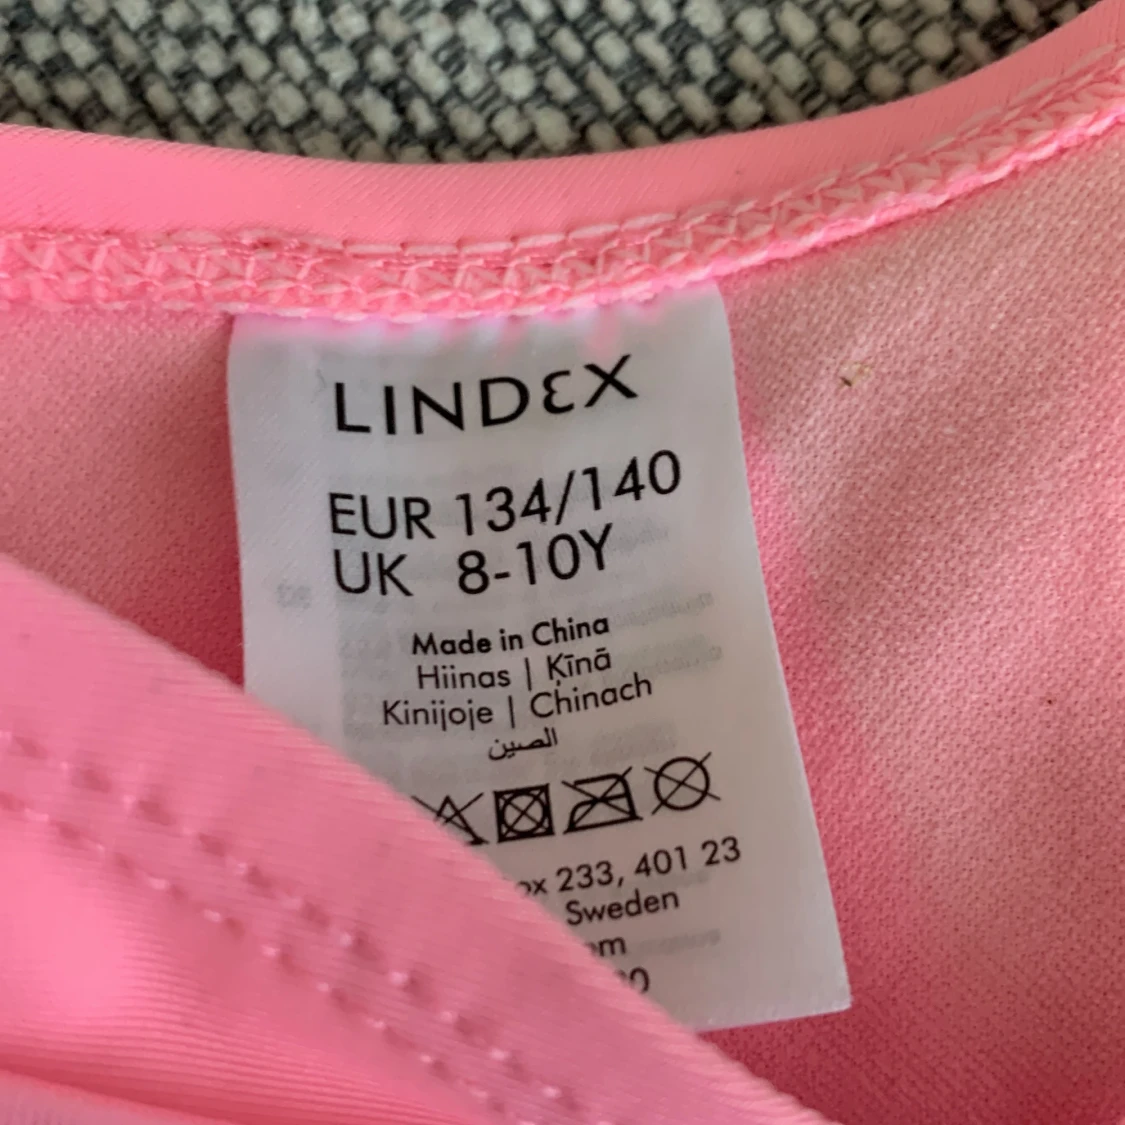 LINDEX
EUR 134/140
UK 8-10Y
Made in China
Hiinas | Ķīnā
Kinijoje | Chinach
الصين
233, 401 23
Sweden